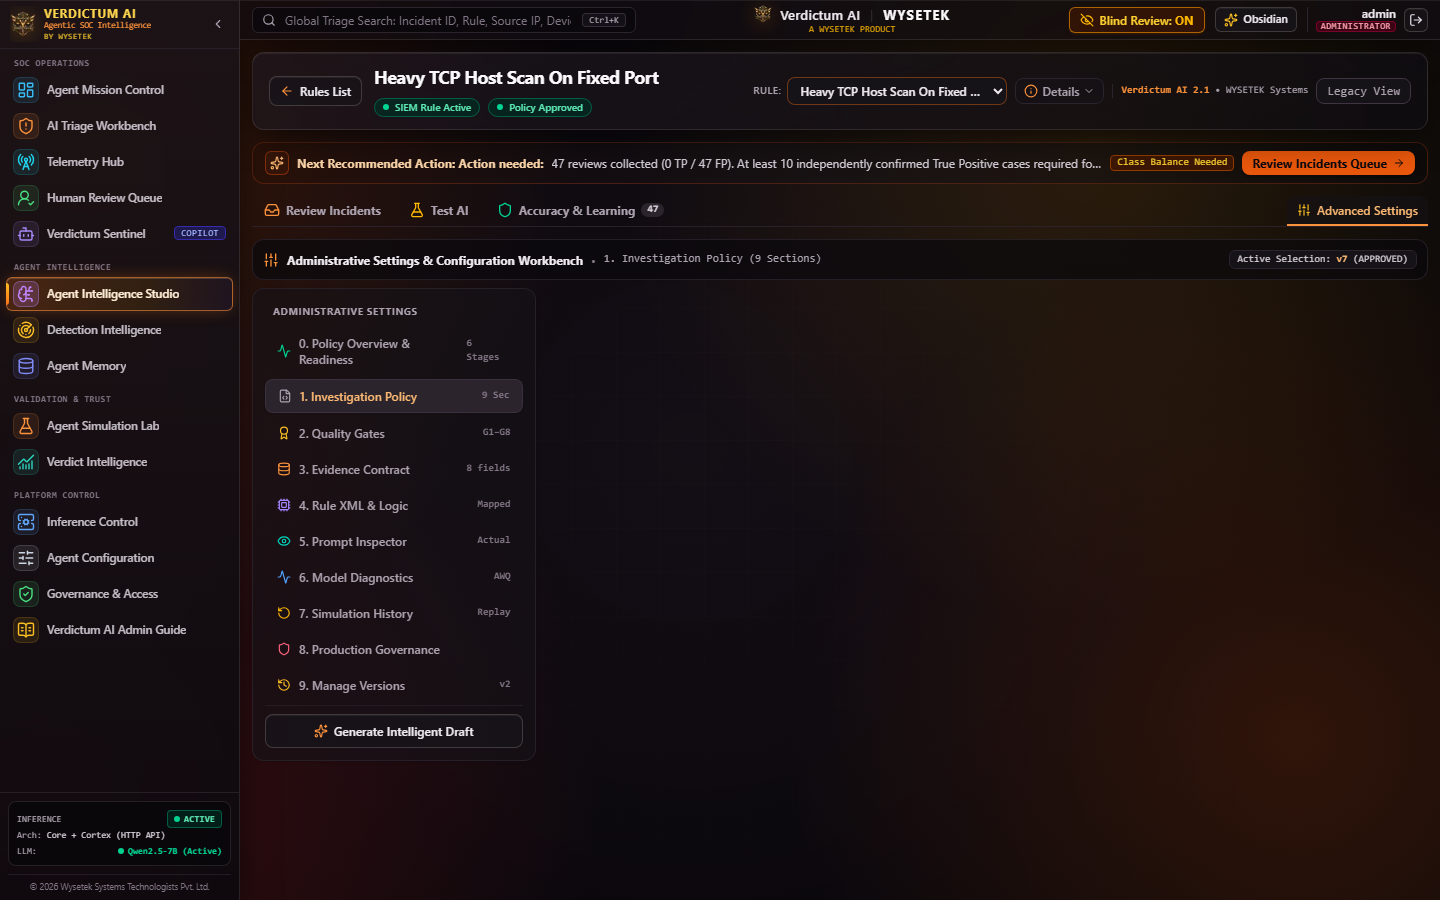 VERDICTUM AI
Agentic SOC Intelligence
BY WYSETEK
SOC OPERATIONS
Agent Mission Control
AI Triage Workbench
Telemetry Hub
Human Review Queue
Verdictum Sentinel COPILOT
AGENT INTELLIGENCE
Agent Intelligence Studio
Detection Intelligence
Agent Memory
VALIDATION & TRUST
Agent Simulation Lab
Verdict Intelligence
PLATFORM CONTROL
Inference Control
Agent Configuration
Governance & Access
Verdictum AI Admin Guide
INFERENCE ACTIVE
Arch: Core + Cortex (HTTP API)
LLM: Qwen2.5-7B (Active)
© 2026 Wysetek Systems Technologists Pvt. Ltd.
Global Triage Search: Incident ID, Rule, Source IP, Devi Ctrl+K
Verdictum AI | WYSETEK
A WYSETEK PRODUCT
Blind Review: ON
Obsidian
admin
ADMINISTRATOR
Rules List
Heavy TCP Host Scan On Fixed Port
SIEM Rule Active
Policy Approved
RULE: Heavy TCP Host Scan On Fixed ...
Details
Verdictum AI 2.1 • WYSETEK Systems
Legacy View
Next Recommended Action: Action needed: 47 reviews collected (0 TP / 47 FP). At least 10 independently confirmed True Positive cases required fo...
Class Balance Needed
Review Incidents Queue
Review Incidents
Test AI
Accuracy & Learning 47
Advanced Settings
Administrative Settings & Configuration Workbench • 1. Investigation Policy (9 Sections)
Active Selection: v7 (APPROVED)
ADMINISTRATIVE SETTINGS
0. Policy Overview & Readiness 6 Stages
1. Investigation Policy 9 Sec
2. Quality Gates G1–G8
3. Evidence Contract 8 fields
4. Rule XML & Logic Mapped
5. Prompt Inspector Actual
6. Model Diagnostics AWQ
7. Simulation History Replay
8. Production Governance
9. Manage Versions v2
Generate Intelligent Draft